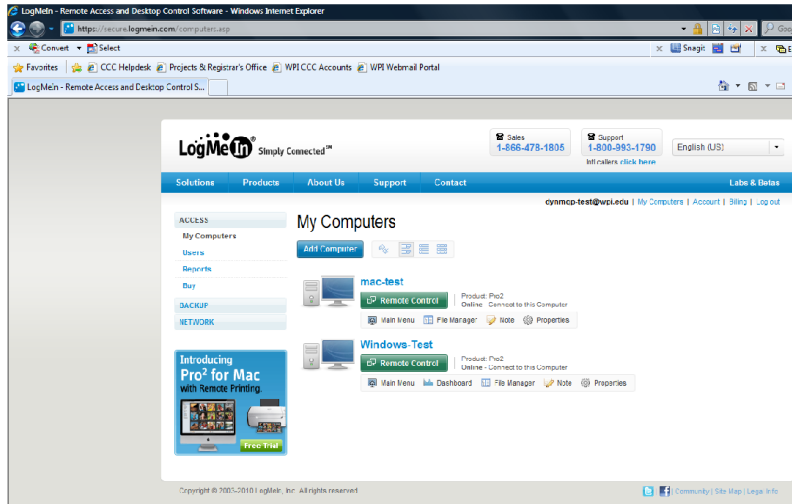 LogMeIn - Remote Access and Desktop Control Software - Windows Internet Explorer
https://secure.logmein.com/computers.asp
x Convert Select x Snagit x
Favorites CCC Helpdesk Projects & Registrar's Office WPI CCC Accounts WPI Webmail Portal
LogMeIn - Remote Access and Desktop Control S...
LogMeIn® Simply Connected℠
Sales
1-866-478-1805
Support
1-800-993-1790
Intl callers click here
English (US)
Solutions Products About Us Support Contact Labs & Betas
dynmcp-test@wpi.edu | My Computers | Account | Billing | Log out
ACCESS
My Computers
Users
Reports
Buy
BACKUP
NETWORK
My Computers
Add Computer
mac-test
Remote Control
Product: Pro2
Online - Connect to this Computer
Main Menu File Manager Note Properties
Windows-Test
Remote Control
Product: Pro2
Online - Connect to this Computer
Main Menu Dashboard File Manager Note Properties
Introducing
Pro² for Mac
with Remote Printing.
Free Trial
Copyright © 2003-2010 LogMeIn, Inc. All rights reserved
Community | Site Map | Legal Info